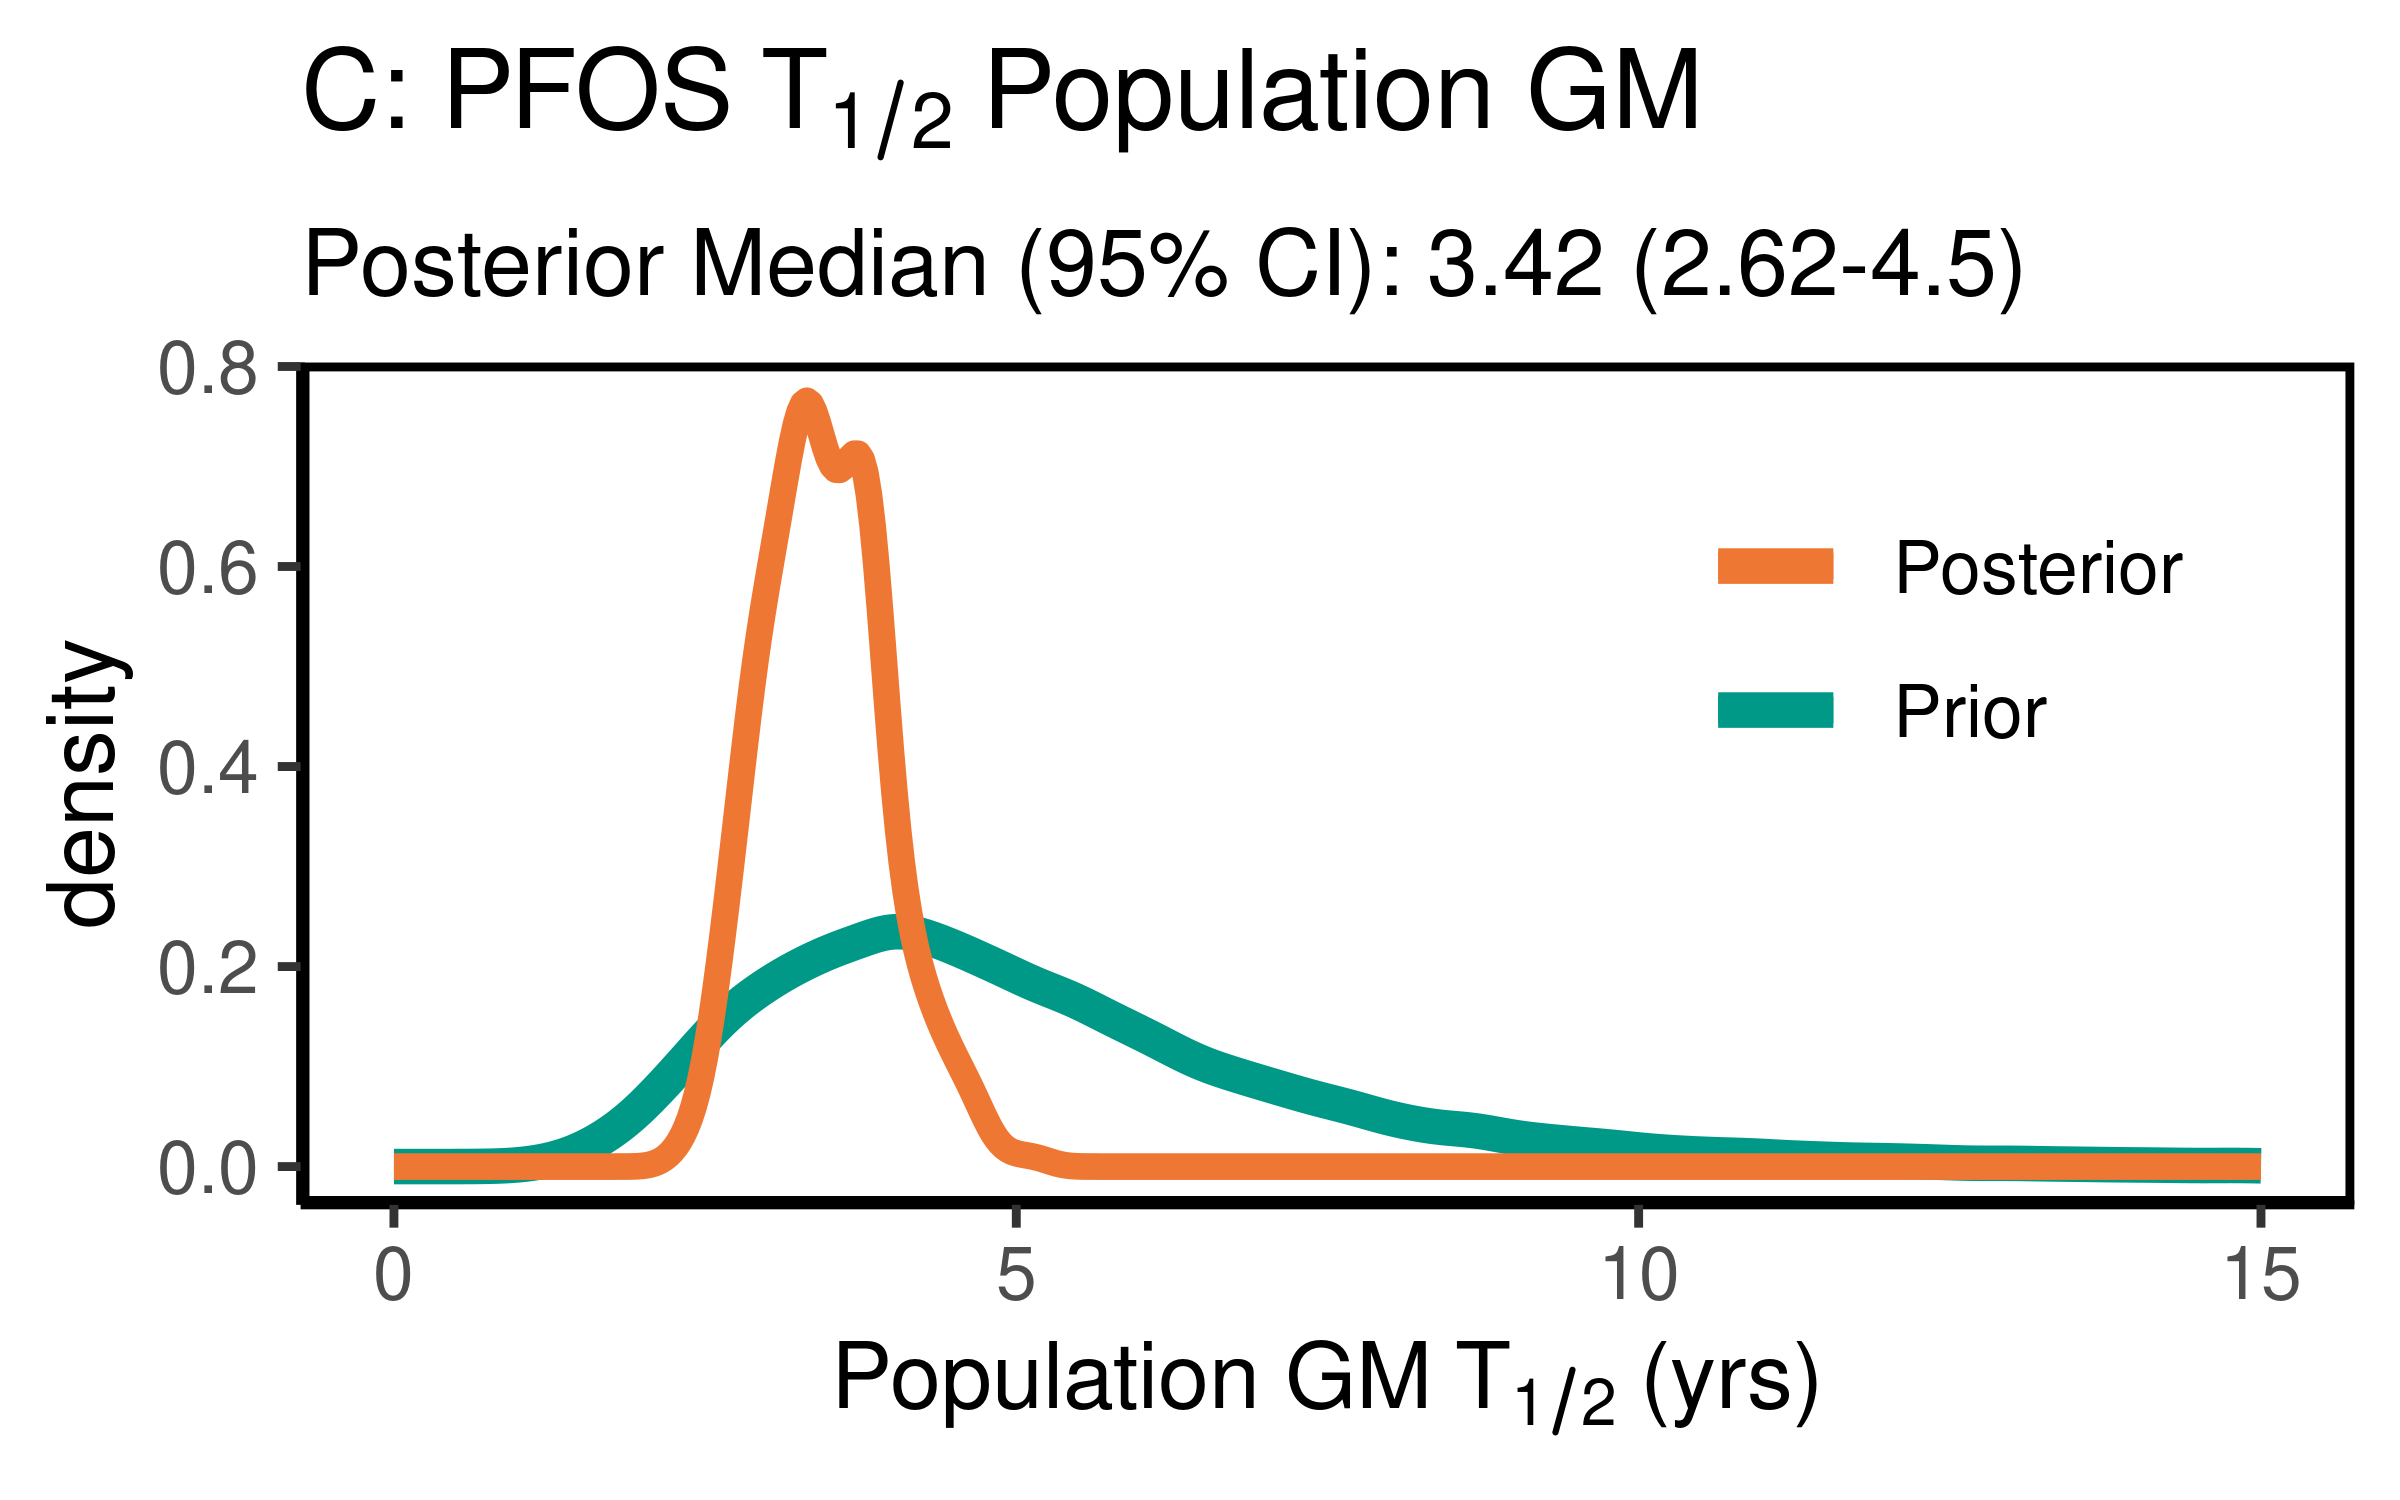 C: PFOS T1/2 Population GM
Posterior Median (95% CI): 3.42 (2.62-4.5)
0.8
0.6
0.4
0.2
0.0
density
Posterior
Prior
0 5 10 15
Population GM T1/2 (yrs)